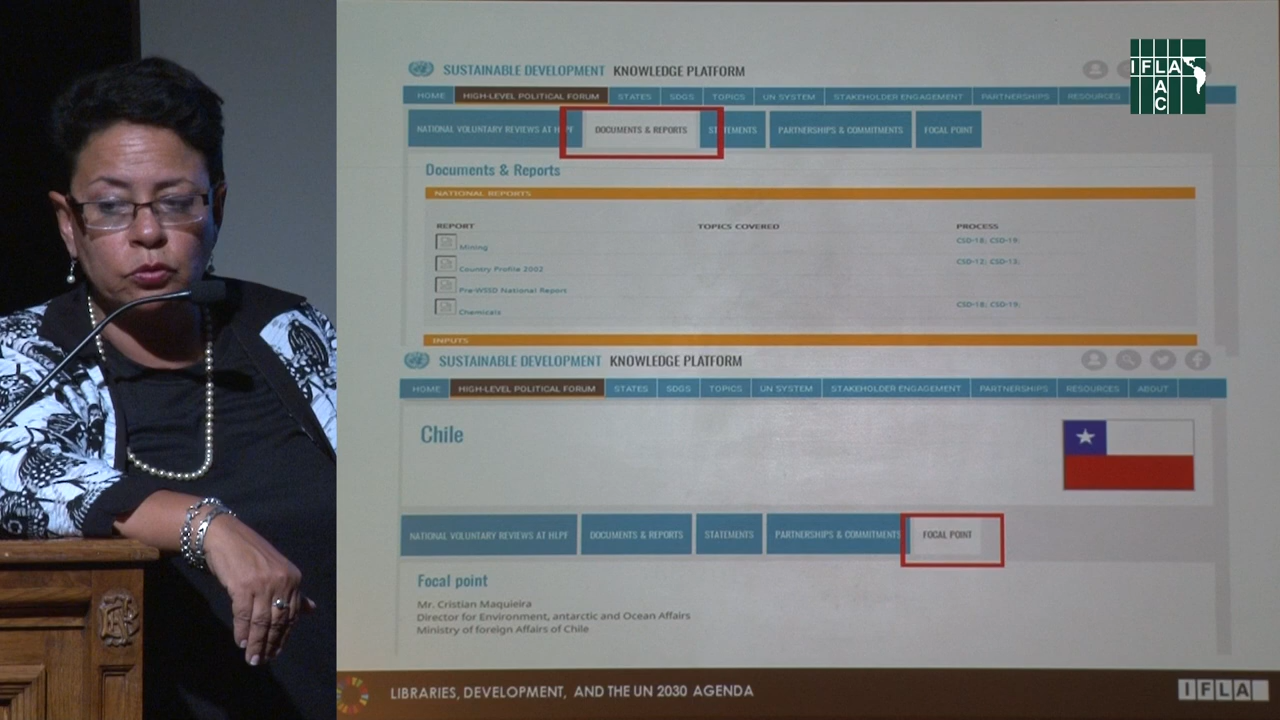 SUSTAINABLE DEVELOPMENT KNOWLEDGE PLATFORM
IFLA
LAC
HOME HIGH-LEVEL POLITICAL FORUM STATES SDGS TOPICS UN SYSTEM STAKEHOLDER ENGAGEMENT PARTNERSHIPS RESOURCES
NATIONAL VOLUNTARY REVIEWS AT HLPF DOCUMENTS & REPORTS STATEMENTS PARTNERSHIPS & COMMITMENTS FOCAL POINT
Documents & Reports
NATIONAL REPORTS
REPORT TOPICS COVERED PROCESS
Mining CSD-18; CSD-19;
Country Profile 2002 CSD-12; CSD-13;
Pre-WSSD National Report
Chemicals CSD-18; CSD-19;
INPUTS
SUSTAINABLE DEVELOPMENT KNOWLEDGE PLATFORM
HOME HIGH-LEVEL POLITICAL FORUM STATES SDGS TOPICS UN SYSTEM STAKEHOLDER ENGAGEMENT PARTNERSHIPS RESOURCES ABOUT
Chile
NATIONAL VOLUNTARY REVIEWS AT HLPF DOCUMENTS & REPORTS STATEMENTS PARTNERSHIPS & COMMITMENTS FOCAL POINT
Focal point
Mr. Cristian Maquieira
Director for Environment, antarctic and Ocean Affairs
Ministry of foreign Affairs of Chile
LIBRARIES, DEVELOPMENT, AND THE UN 2030 AGENDA
IFLA